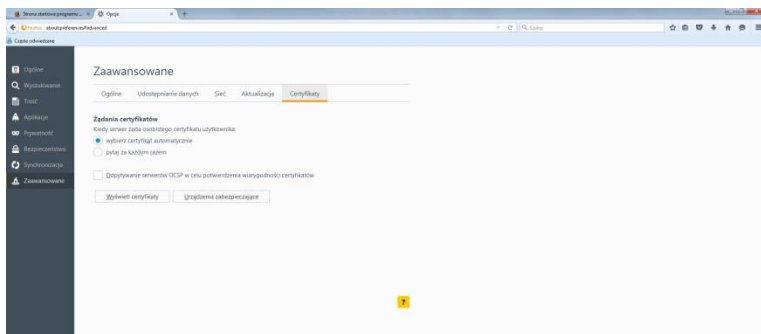 Strona startowa programu...
Opcje
Firefox about:preferences#advanced
Szukaj
Często odwiedzane
Ogólne
Wyszukiwanie
Treść
Aplikacje
Prywatność
Bezpieczeństwo
Synchronizacja
Zaawansowane
Zaawansowane
Ogólne Udostępnianie danych Sieć Aktualizacje Certyfikaty
Żądania certyfikatów
Kiedy serwer żąda osobistego certyfikatu użytkownika:
wybierz certyfikat automatycznie
pytaj za każdym razem
Odpytywanie serwerów OCSP w celu potwierdzenia wiarygodności certyfikatów
Wyświetl certyfikaty Urządzenia zabezpieczające
?